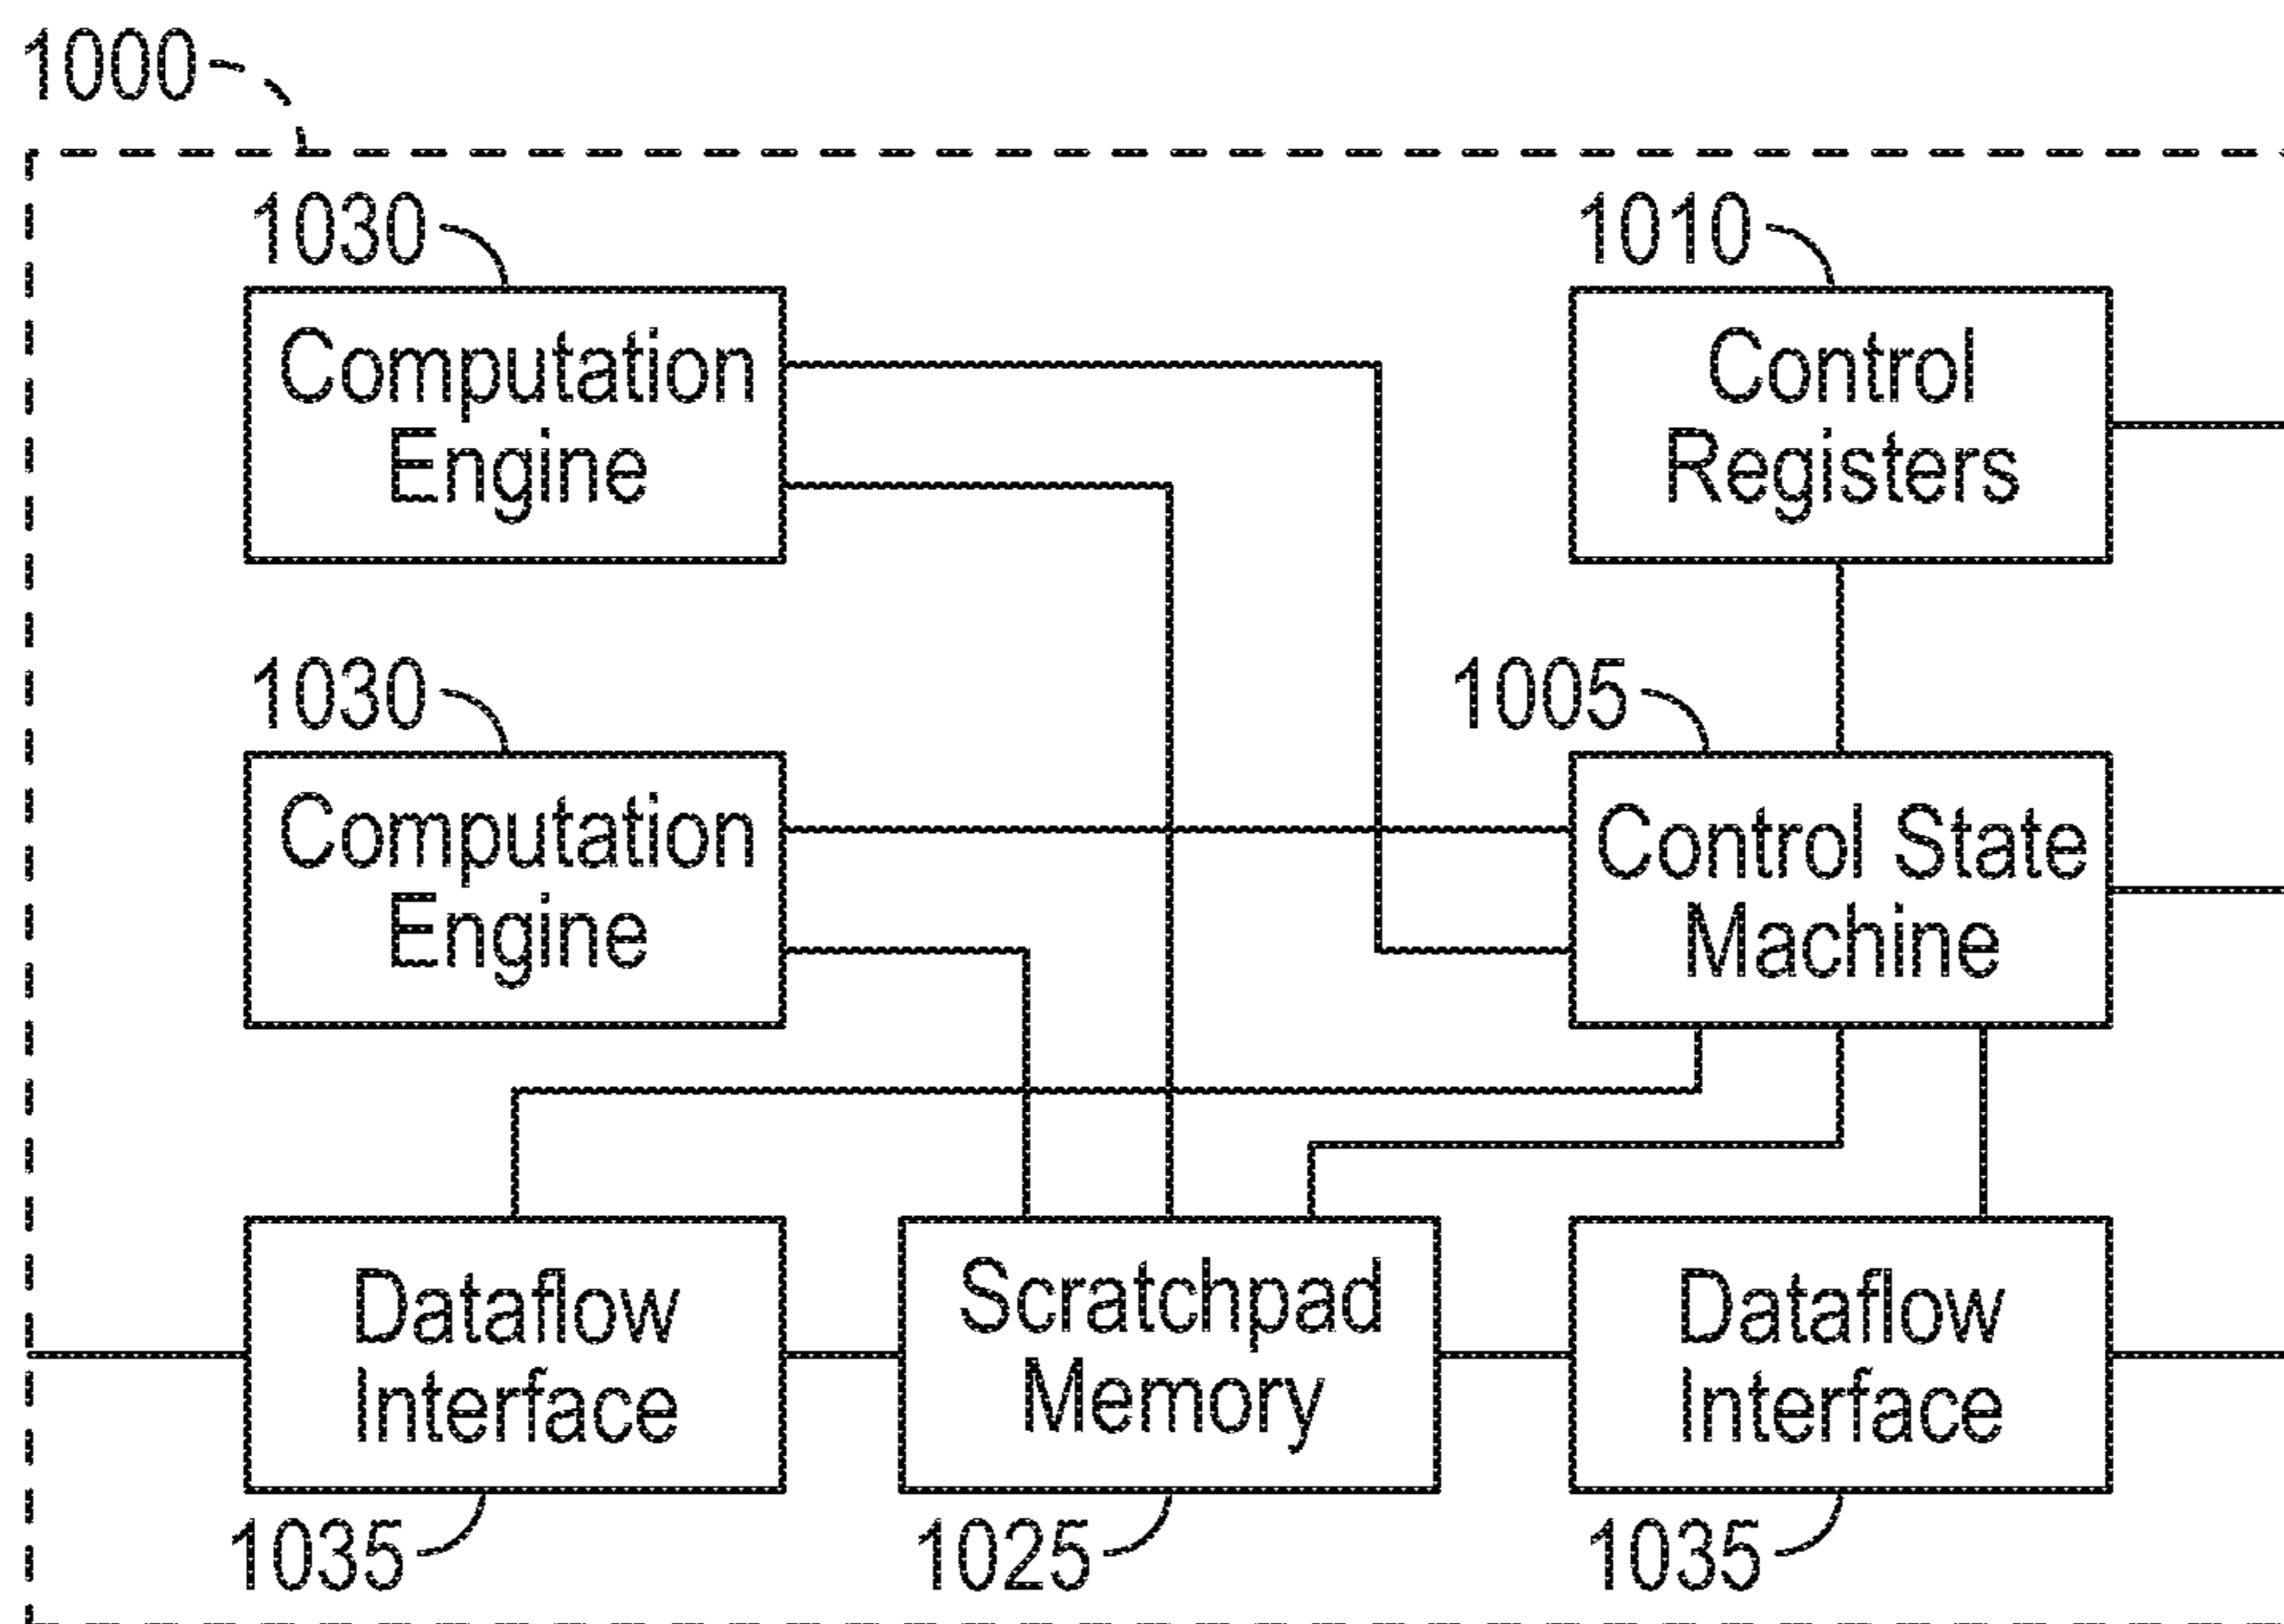 1000
1030
Computation
Engine
1010
Control
Registers
1030
Computation
Engine
1005
Control State
Machine
Dataflow
Interface
1035
Scratchpad
Memory
1025
Dataflow
Interface
1035